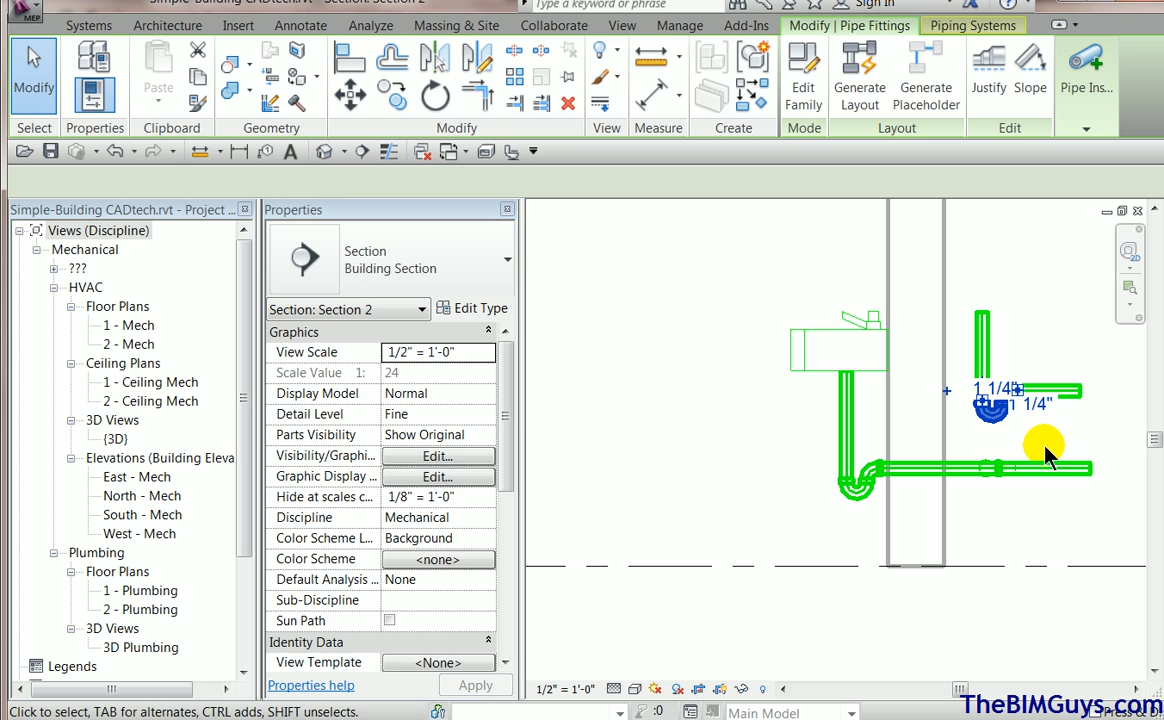 Simple-Building CADtech.rvt - Section: Section 2
Type a keyword or phrase
Sign In
MEP
Systems Architecture Insert Annotate Analyze Massing & Site Collaborate View Manage Add-Ins Modify | Pipe Fittings Piping Systems
Modify
Paste
Edit
Family
Generate
Layout
Generate
Placeholder
Justify
Slope
Pipe Ins...
Select Properties Clipboard Geometry Modify View Measure Create Mode Layout Edit
Simple-Building CADtech.rvt - Project ...
Views (Discipline)
Mechanical
???
HVAC
Floor Plans
1 - Mech
2 - Mech
Ceiling Plans
1 - Ceiling Mech
2 - Ceiling Mech
3D Views
{3D}
Elevations (Building Eleva
East - Mech
North - Mech
South - Mech
West - Mech
Plumbing
Floor Plans
1 - Plumbing
2 - Plumbing
3D Views
3D Plumbing
Legends
Properties
Section
Building Section
Section: Section 2
Edit Type
Graphics
View Scale 1/2" = 1'-0"
Scale Value 1: 24
Display Model Normal
Detail Level Fine
Parts Visibility Show Original
Visibility/Graphi... Edit...
Graphic Display ... Edit...
Hide at scales c... 1/8" = 1'-0"
Discipline Mechanical
Color Scheme L... Background
Color Scheme <none>
Default Analysis ... None
Sub-Discipline
Sun Path
Identity Data
View Template <None>
Properties help
Apply
1 1/4"
1 1/4"
1/2" = 1'-0"
Click to select, TAB for alternates, CTRL adds, SHIFT unselects.
:0
Main Model
TheBIMGuys.com